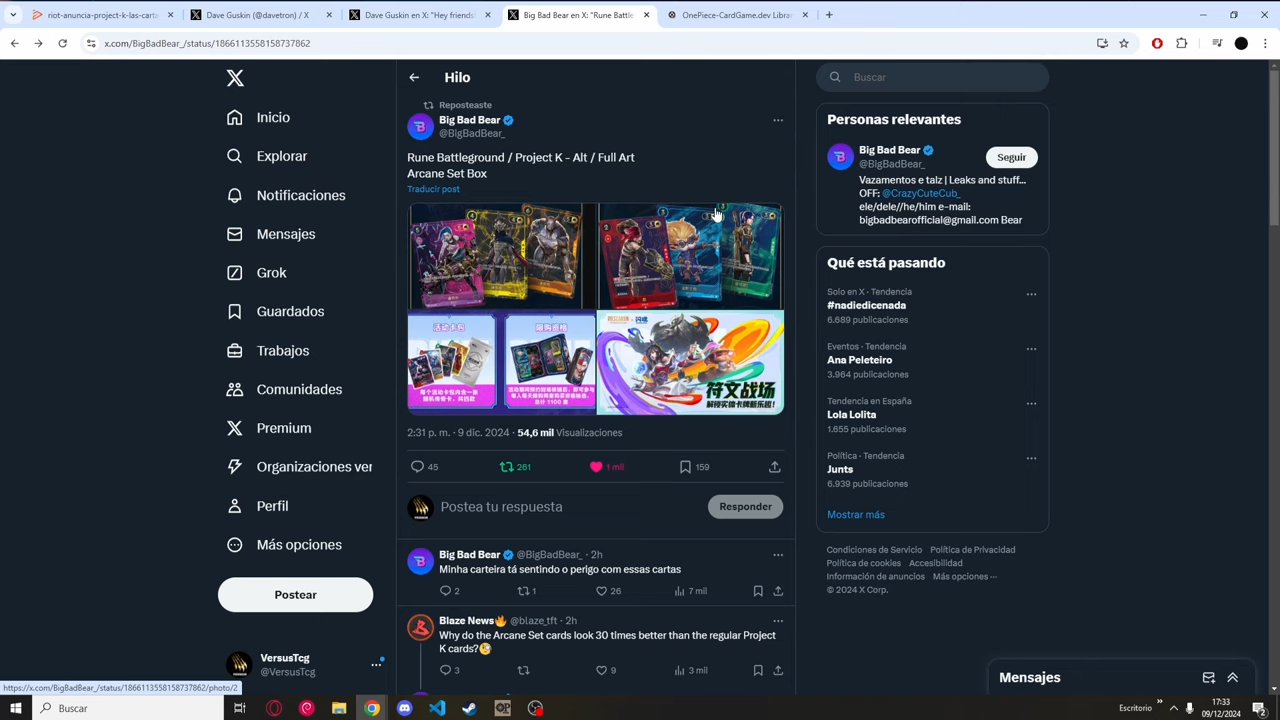 riot-anuncia-project-k-las-carta
Dave Guskin (@davetron) / X
Dave Guskin en X: "Hey friends!
Big Bad Bear en X: "Rune Battle
OnePiece-CardGame.dev Librar
x.com/BigBadBear_/status/1866113558158737862
Inicio
Explorar
Notificaciones
Mensajes
Grok
Guardados
Trabajos
Comunidades
Premium
Organizaciones ver
Perfil
Más opciones
Postear
VersusTcg
@VersusTcg
Hilo
Reposteaste
Big Bad Bear
@BigBadBear_
Rune Battleground / Project K - Alt / Full Art
Arcane Set Box
Traducir post
活动卡包
限购资格
符文战场
2:31 p. m. · 9 dic. 2024 · 54,6 mil Visualizaciones
45
261
1 mil
159
Postea tu respuesta
Responder
Big Bad Bear @BigBadBear_ · 2h
Minha carteira tá sentindo o perigo com essas cartas
2
1
26
7 mil
Blaze News🔥 @blaze_tft · 2h
Why do the Arcane Set cards look 30 times better than the regular Project
K cards?🧐
3
9
3 mil
Buscar
Personas relevantes
Big Bad Bear
@BigBadBear_
Seguir
Vazamentos e talz | Leaks and stuff...
OFF: @CrazyCuteCub_
ele/dele//he/him e-mail:
bigbadbearofficial@gmail.com Bear
Qué está pasando
Solo en X · Tendencia
#nadiedicenada
6.689 publicaciones
Eventos · Tendencia
Ana Peleteiro
3.964 publicaciones
Tendencia en España
Lola Lolita
1.655 publicaciones
Política · Tendencia
Junts
6.939 publicaciones
Mostrar más
Condiciones de Servicio Política de Privacidad
Política de cookies Accesibilidad
Información de anuncios Más opciones ···
© 2024 X Corp.
Mensajes
https://x.com/BigBadBear_/status/1866113558158737862/photo/2
Buscar
Escritorio
17:33
09/12/2024
2